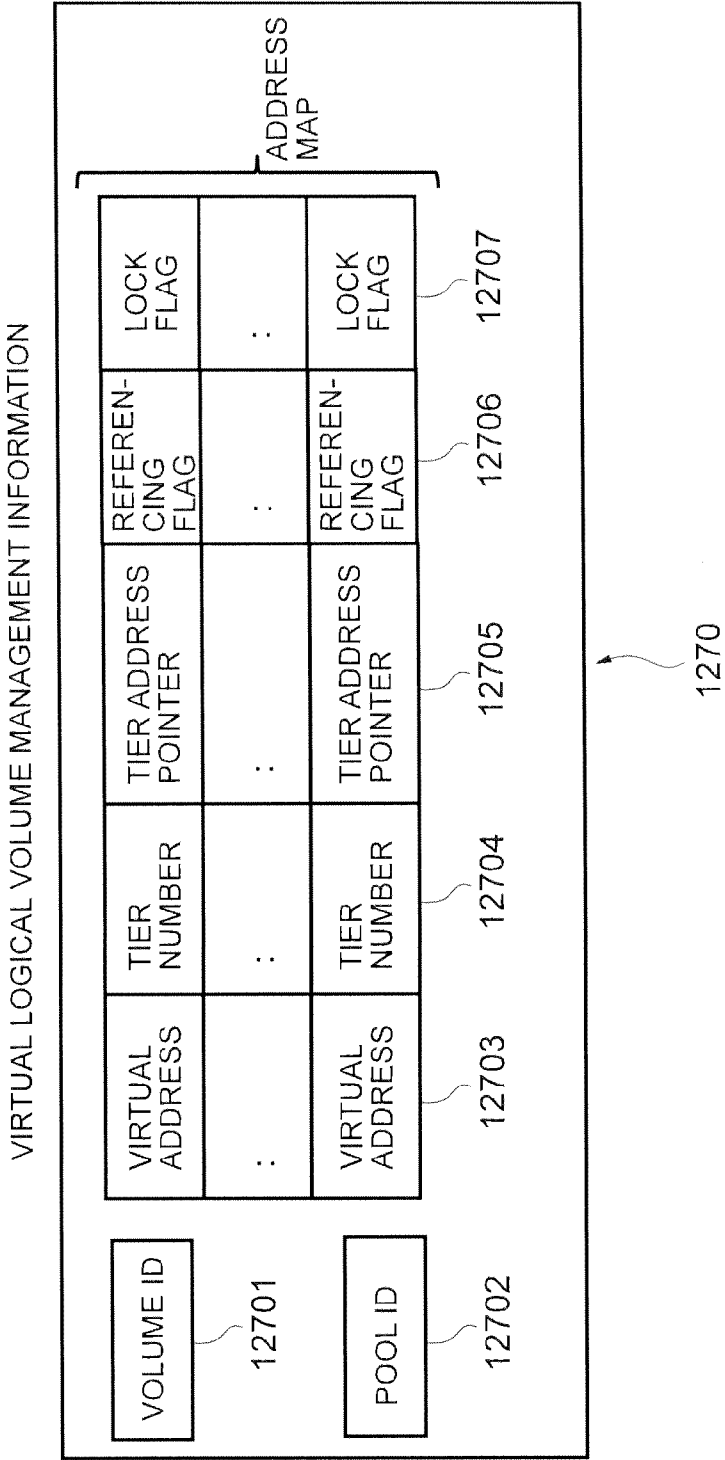 VIRTUAL LOGICAL VOLUME MANAGEMENT INFORMATION
VOLUME ID
12701
POOL ID
12702
VIRTUAL
ADDRESS
TIER
NUMBER
TIER ADDRESS
POINTER
REFEREN-
CING
FLAG
LOCK
FLAG
:
:
:
:
:
VIRTUAL
ADDRESS
TIER
NUMBER
TIER ADDRESS
POINTER
REFEREN-
CING
FLAG
LOCK
FLAG
12703
12704
12705
12706
12707
ADDRESS
MAP
1270